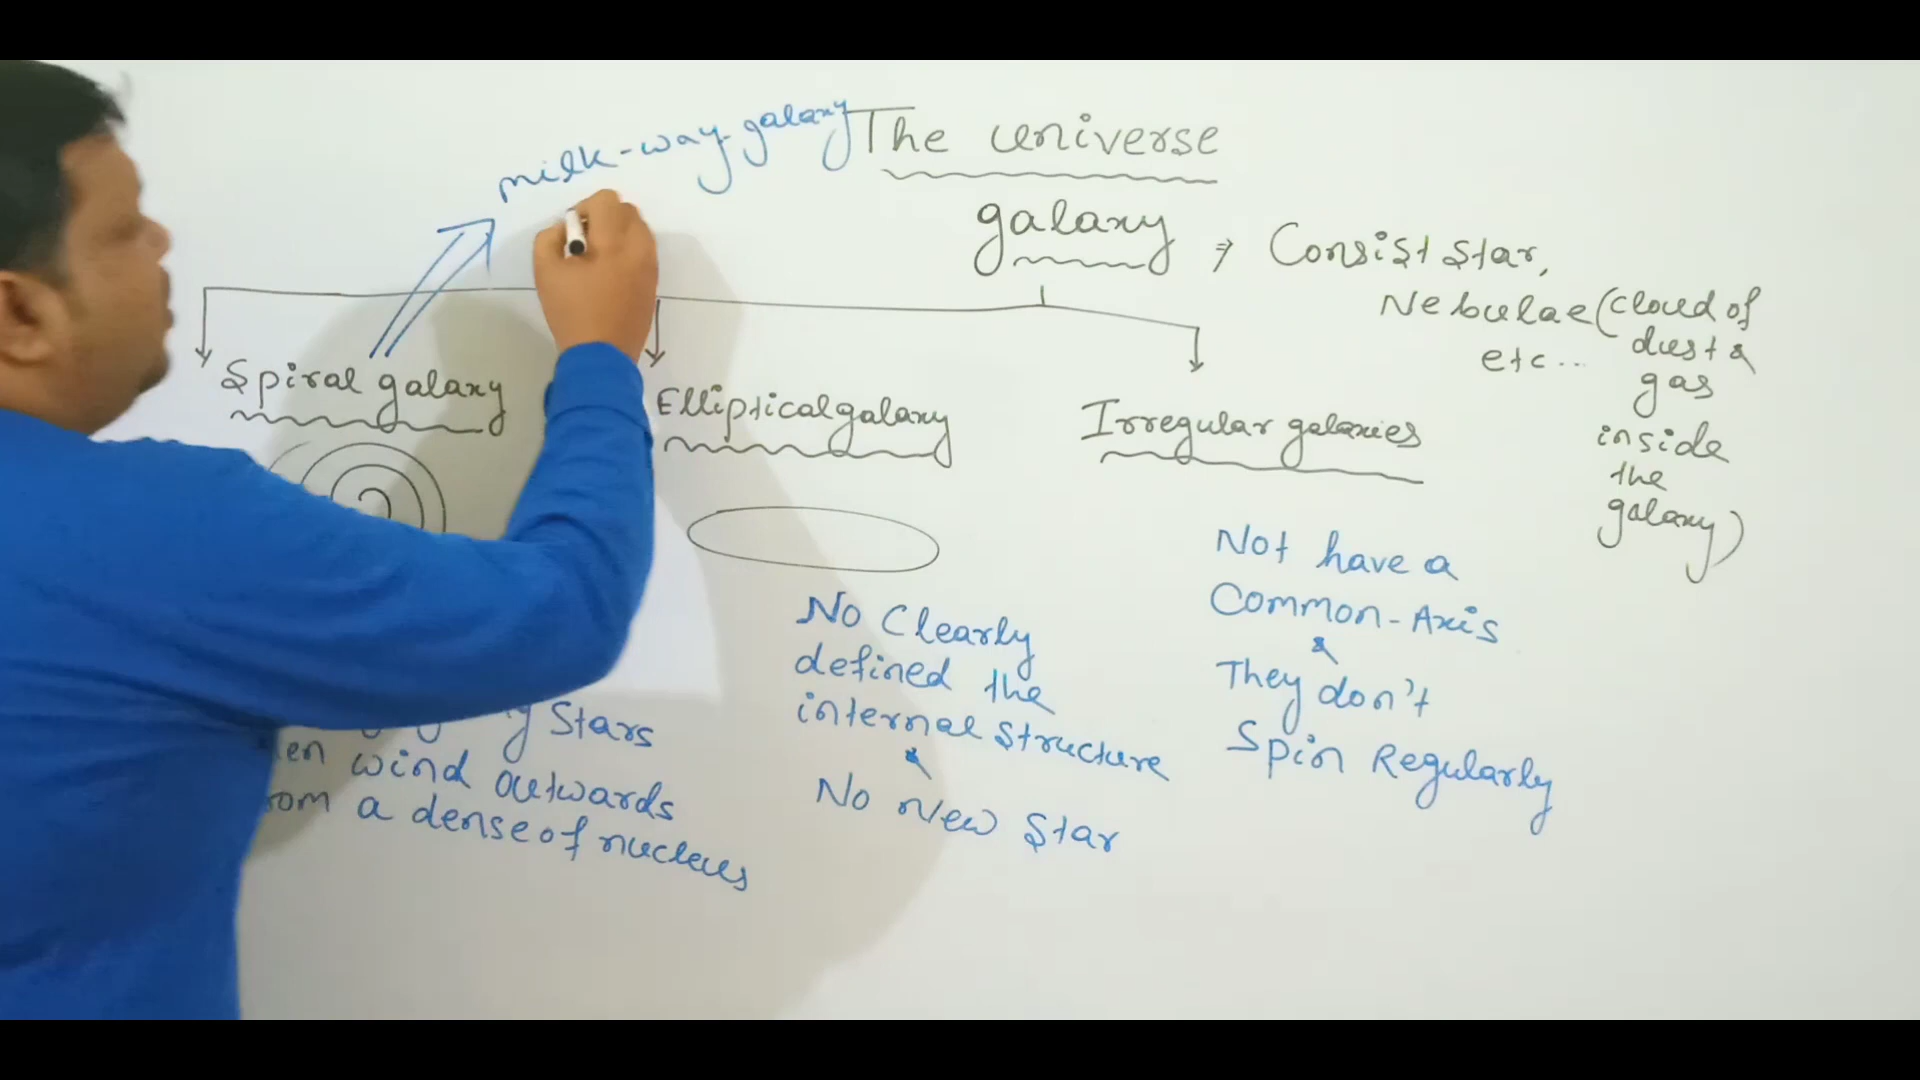 milk-way-galaxy
The universe
galaxy ⇒ Consist star,
Nebulae (cloud of
etc... dust &
gas
inside
the
galaxy)
Spiral galaxy
Elliptical galaxy
Irregular galaxies
Stars
wind outwards
a dense of nucleus
No Clearly
defined the
internal structure
&
No New Star
Not have a
Common-Axis
&
They don't
Spin Regularly